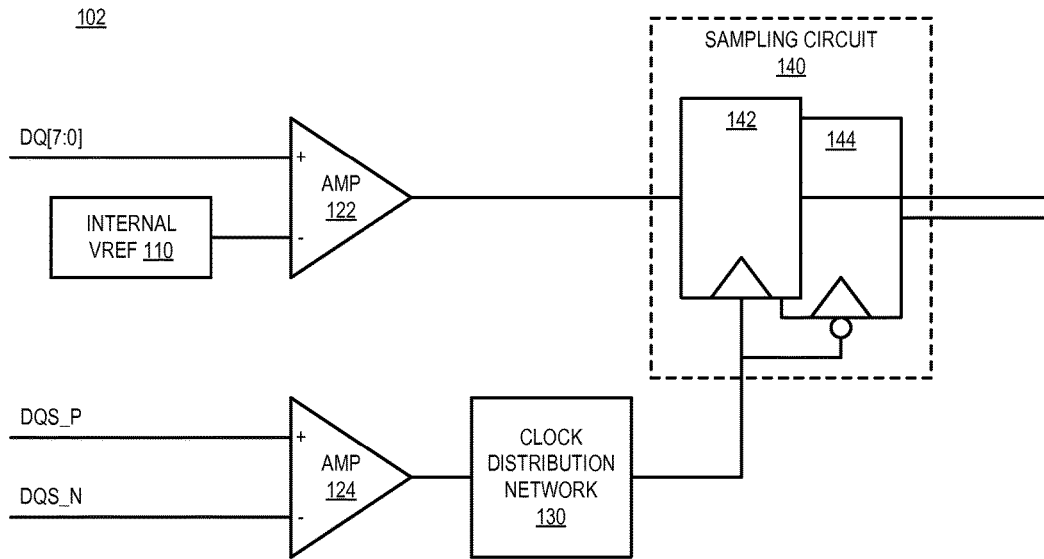 102
SAMPLING CIRCUIT
140
142
144
DQ[7:0]
+
AMP
122
-
INTERNAL
VREF 110
DQS_P
+
AMP
124
-
DQS_N
CLOCK
DISTRIBUTION
NETWORK
130